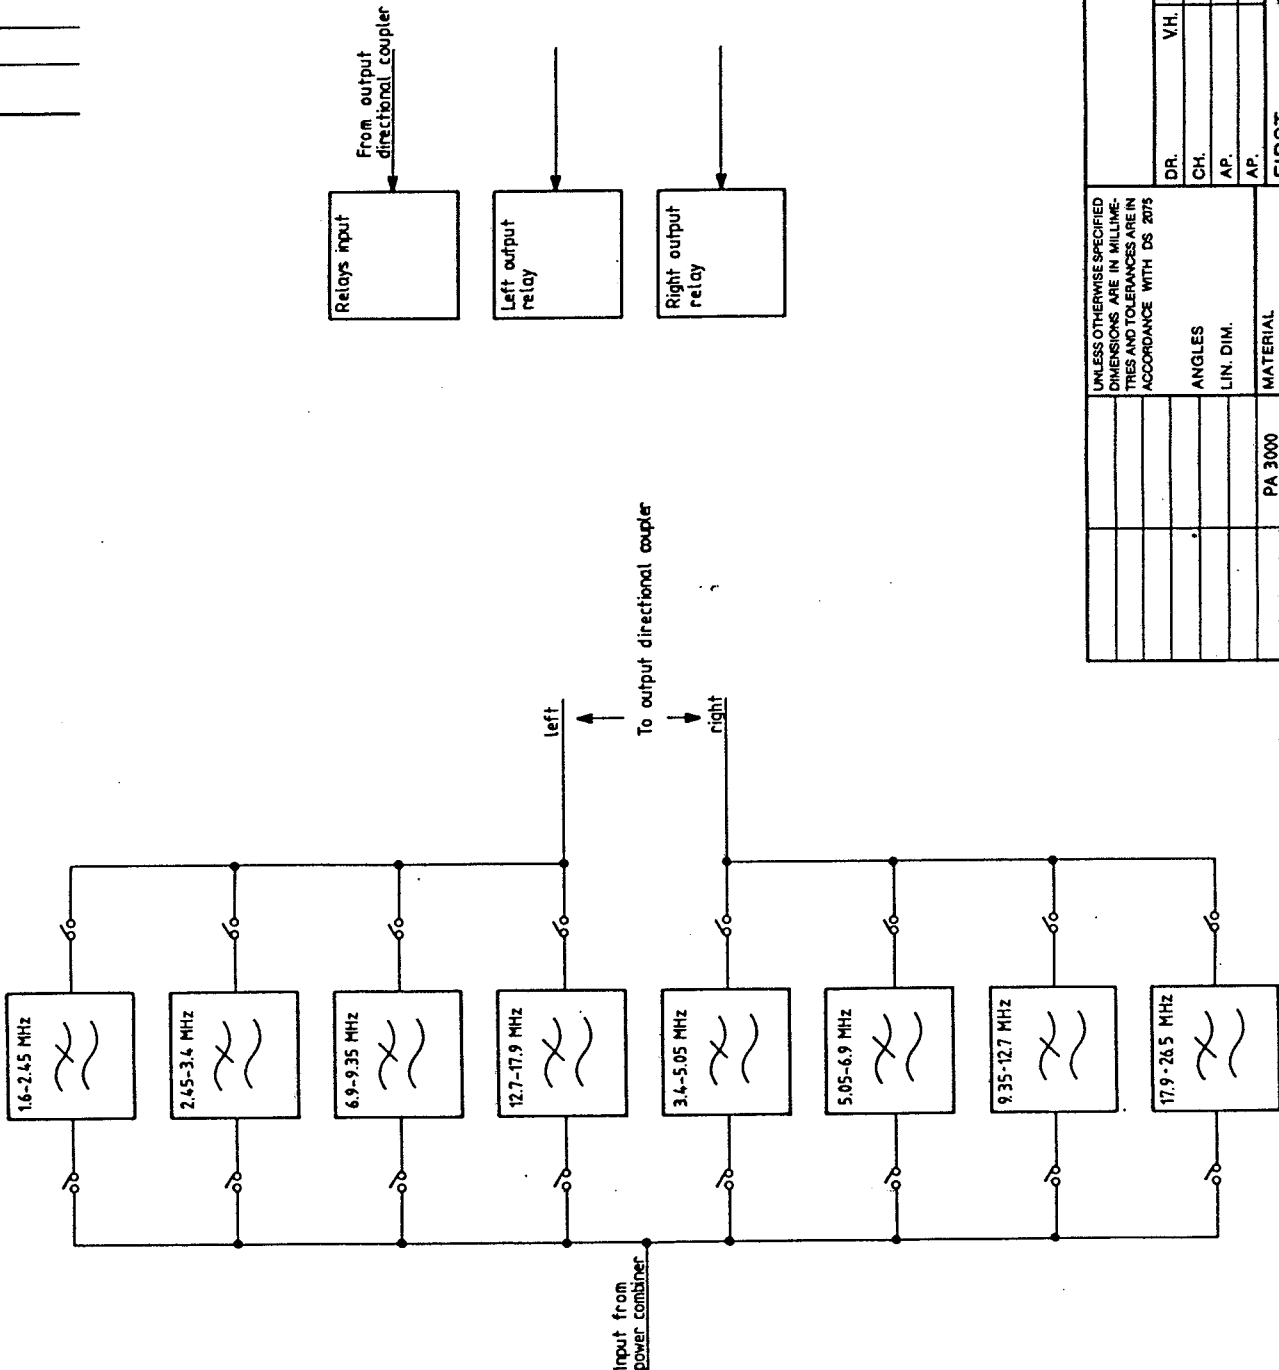 From output
directional coupler
Relays input
Left output
relay
Right output
relay
To output directional coupler
left
right
1.6-2.45 MHz
2.45-3.4 MHz
6.9-9.35 MHz
12.7-17.9 MHz
3.4-5.05 MHz
5.05-6.9 MHz
9.35-12.7 MHz
17.9-26.5 MHz
Input from
power combiner
UNLESS OTHERWISE SPECIFIED
DIMENSIONS ARE IN MILLIME-
TRES AND TOLERANCES ARE IN
ACCORDANCE WITH DS 2075
ANGLES
LIN. DIM.
MATERIAL
PA 3000
DR. V.H.
CH.
AP.
AP.